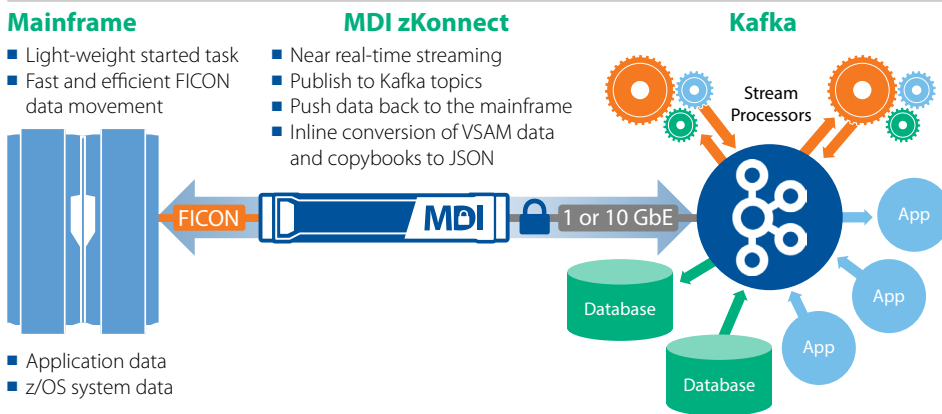 Mainframe
■ Light-weight started task
■ Fast and efficient FICON
data movement
MDI zKonnect
■ Near real-time streaming
■ Publish to Kafka topics
■ Push data back to the mainframe
■ Inline conversion of VSAM data
and copybooks to JSON
Kafka
Stream
Processors
FICON
MDI
1 or 10 GbE
App
App
App
Database
Database
■ Application data
■ z/OS system data